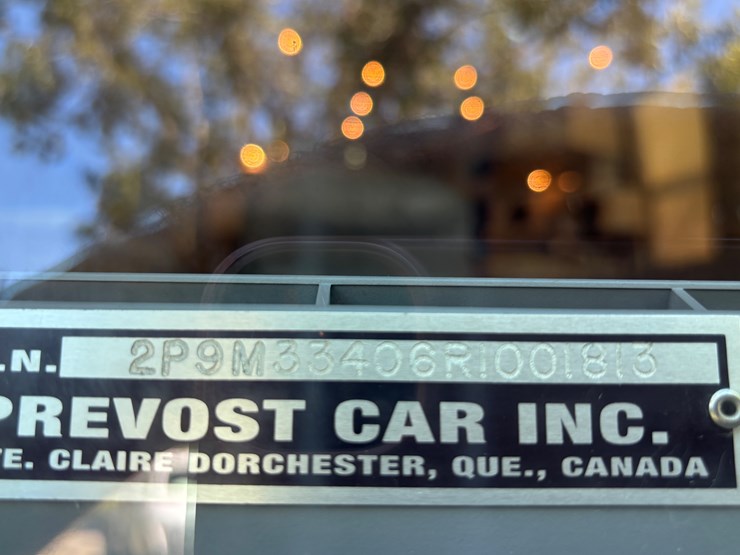 .N. 2P9M33406R1001813
PREVOST CAR INC.
TE. CLAIRE DORCHESTER, QUE., CANADA